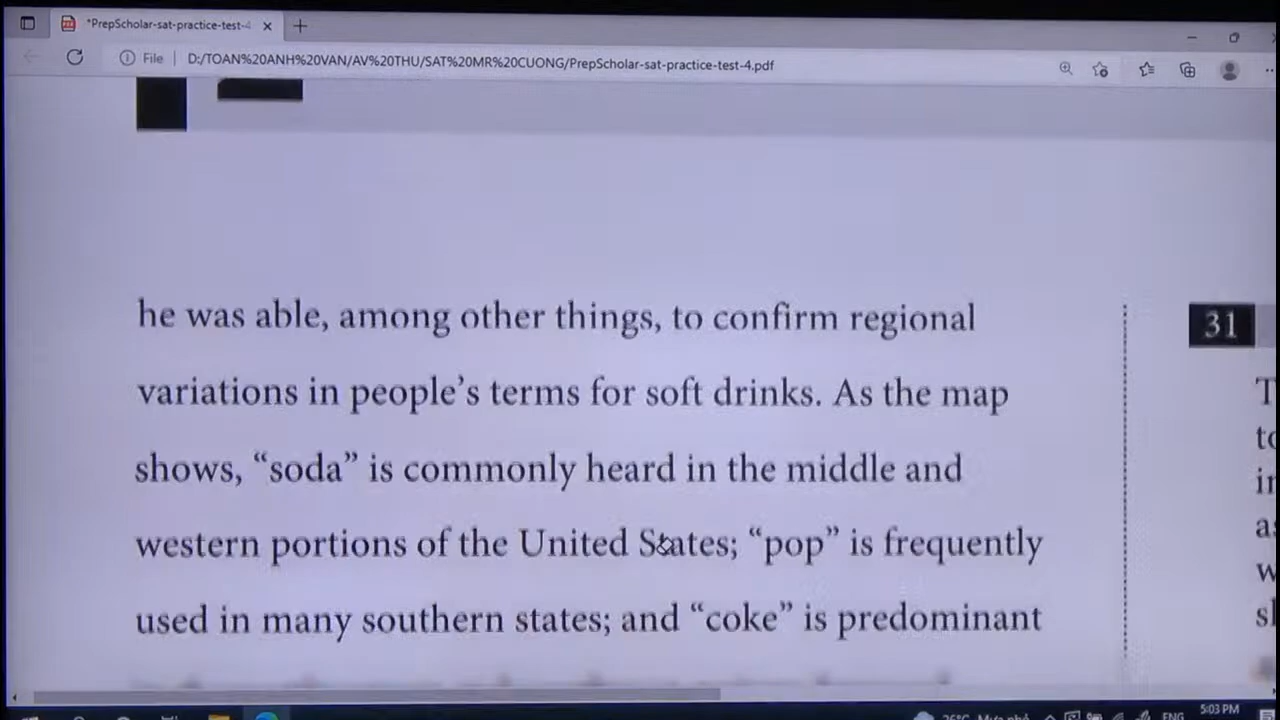 *PrepScholar-sat-practice-test-4
File
D:/TOAN%20ANH%20VAN/AV%20THU/SAT%20MR%20CUONG/PrepScholar-sat-practice-test-4.pdf
he was able, among other things, to confirm regional
variations in people’s terms for soft drinks. As the map
shows, “soda” is commonly heard in the middle and
western portions of the United States; “pop” is frequently
used in many southern states; and “coke” is predominant
31
ENG
5:03 PM